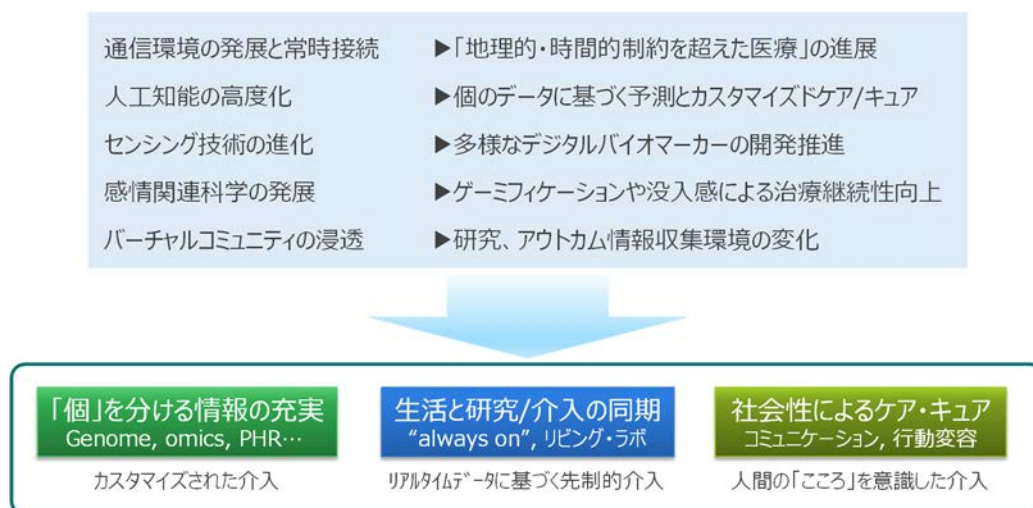 通信環境の発展と常時接続 ▶「地理的・時間的制約を超えた医療」の進展
人工知能の高度化 ▶個のデータに基づく予測とカスタマイズドケア/キュア
センシング技術の進化 ▶多様なデジタルバイオマーカーの開発推進
感情関連科学の発展 ▶ゲーミフィケーションや没入感による治療継続性向上
バーチャルコミュニティの浸透 ▶研究、アウトカム情報収集環境の変化
「個」を分ける情報の充実
Genome, omics, PHR…
カスタマイズされた介入
生活と研究/介入の同期
“always on”, リビング・ラボ
ﾘｱﾙﾀｲﾑﾃﾞｰﾀに基づく先制的介入
社会性によるケア・キュア
コミュニケーション, 行動変容
人間の「こころ」を意識した介入